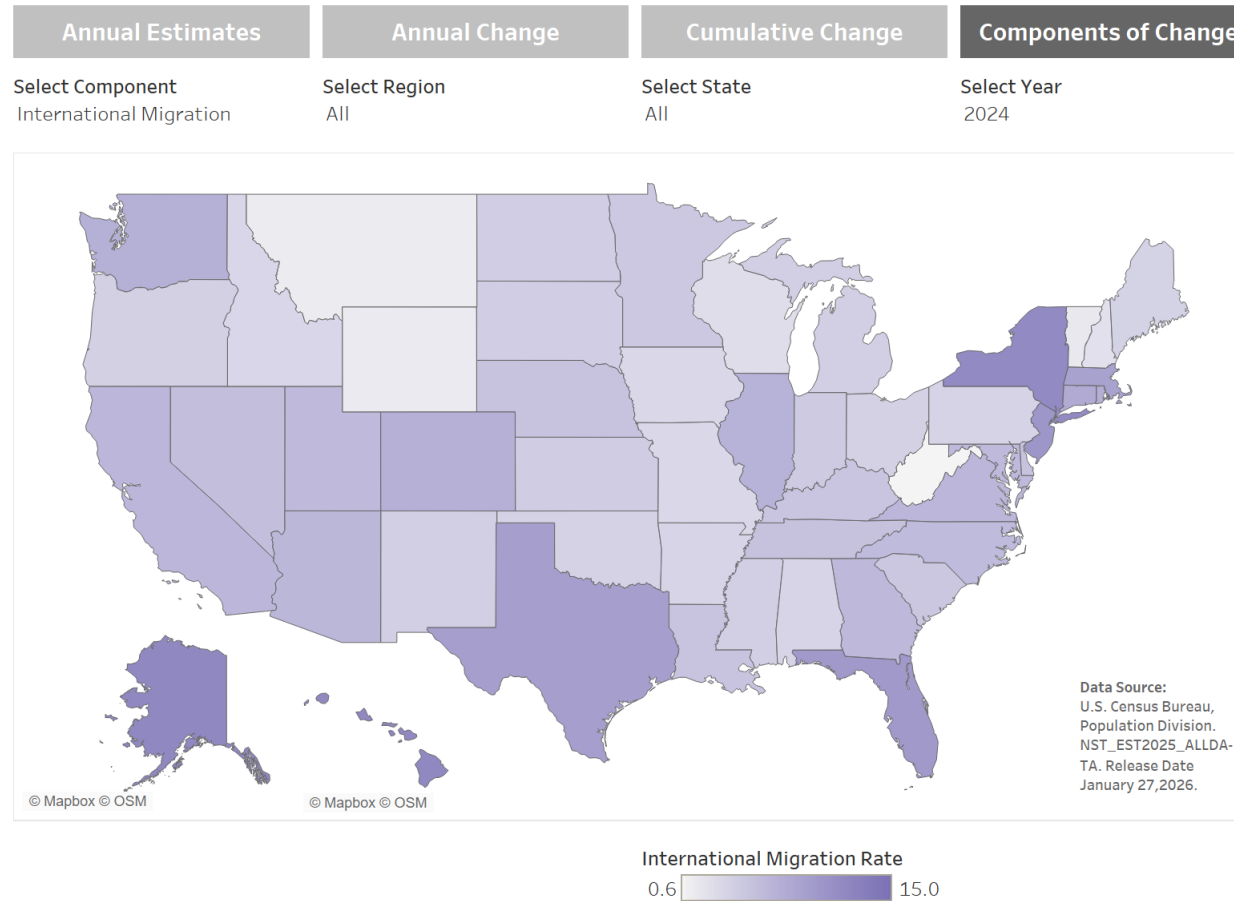 Annual Estimates
Annual Change
Cumulative Change
Components of Change
Select Component
Select Region
Select State
Select Year
International Migration
All
All
2024
Data Source:
U.S. Census Bureau,
Population Division.
NST_EST2025_ALLDA-
TA. Release Date
January 27,2026.
© Mapbox © OSM
© Mapbox © OSM
International Migration Rate
0.6
15.0